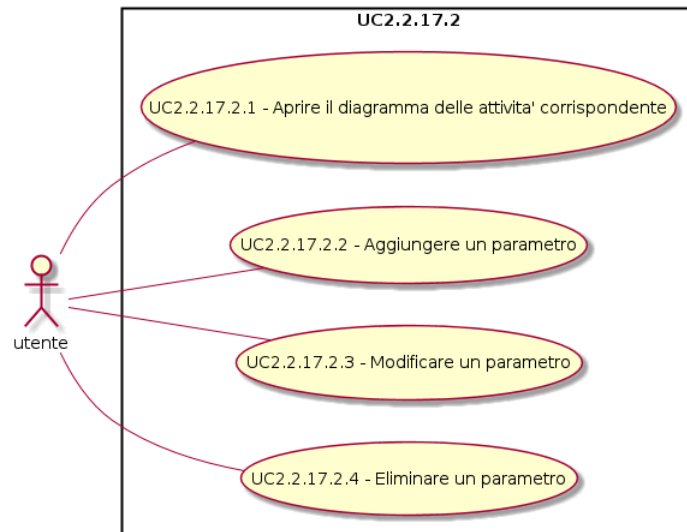 UC2.2.17.2
UC2.2.17.2.1 - Aprire il diagramma delle attivita' corrispondente
UC2.2.17.2.2 - Aggiungere un parametro
utente
UC2.2.17.2.3 - Modificare un parametro
UC2.2.17.2.4 - Eliminare un parametro